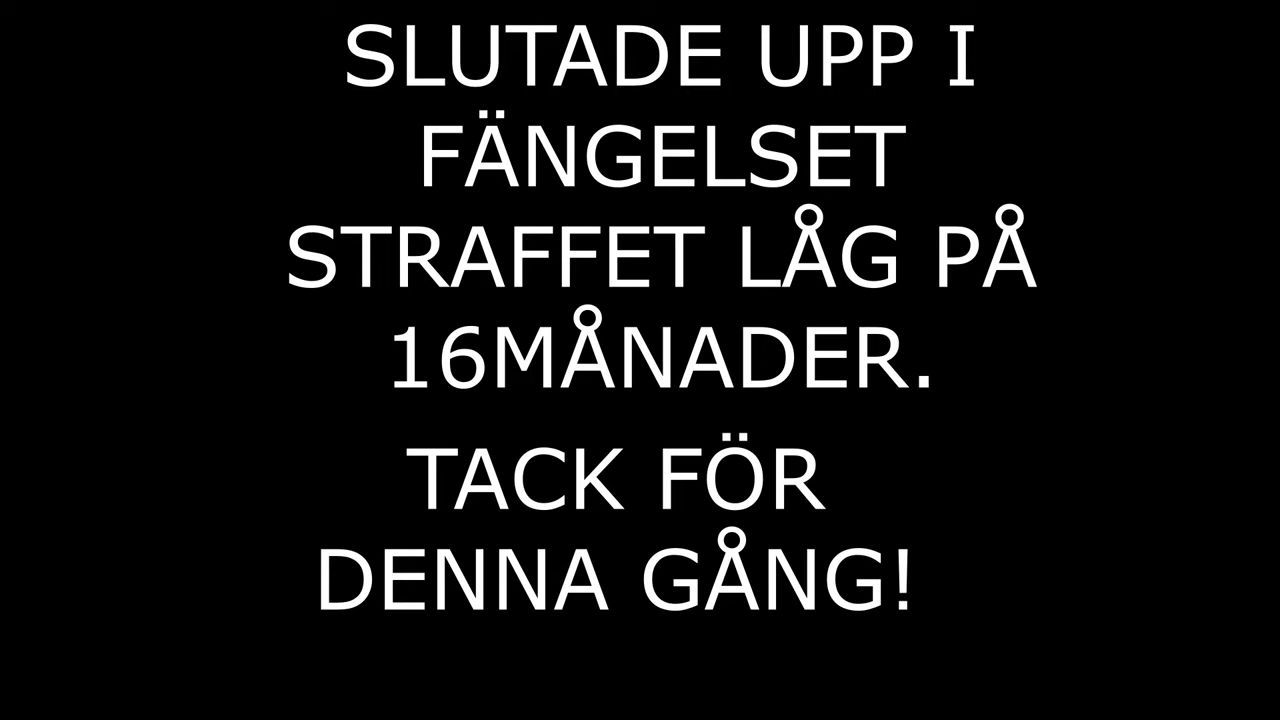 SLUTADE UPP I
FÄNGELSET
STRAFFET LÅG PÅ
16MÅNADER.
TACK FÖR
DENNA GÅNG!